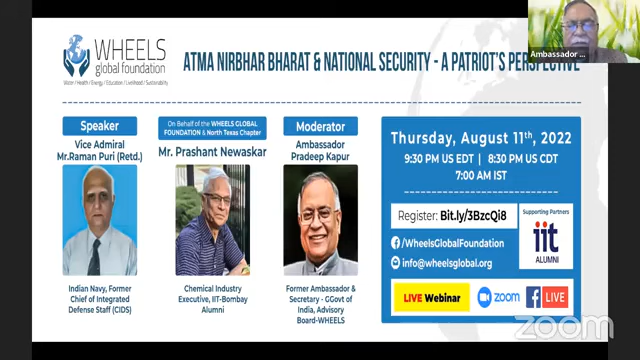 WHEELS
global foundation
Water / Health / Energy / Education / Livelihood / Sustainability
ATMA NIRBHAR BHARAT & NATIONAL SECURITY - A PATRIOT'S PERSPECTIVE
Ambassador
Speaker
Vice Admiral
Mr.Raman Puri (Retd.)
Indian Navy, Former
Chief of Integrated
Defense Staff (CIDS)
On Behalf of the WHEELS GLOBAL
FOUNDATION & North Texas Chapter
Mr. Prashant Newaskar
Chemical Industry
Executive, IIT-Bombay
Alumni
Moderator
Ambassador
Pradeep Kapur
Former Ambassador &
Secretary - GGovt of
India, Advisory
Board-WHEELS
Thursday, August 11th, 2022
9:30 PM US EDT | 8:30 PM US CDT
7:00 AM IST
Register: Bit.ly/3BzcQi8
f /WheelsGlobalFoundation
info@wheelsglobal.org
Supporting Partners
iit
ALUMNI
LIVE Webinar
zoom
f LIVE
zoom